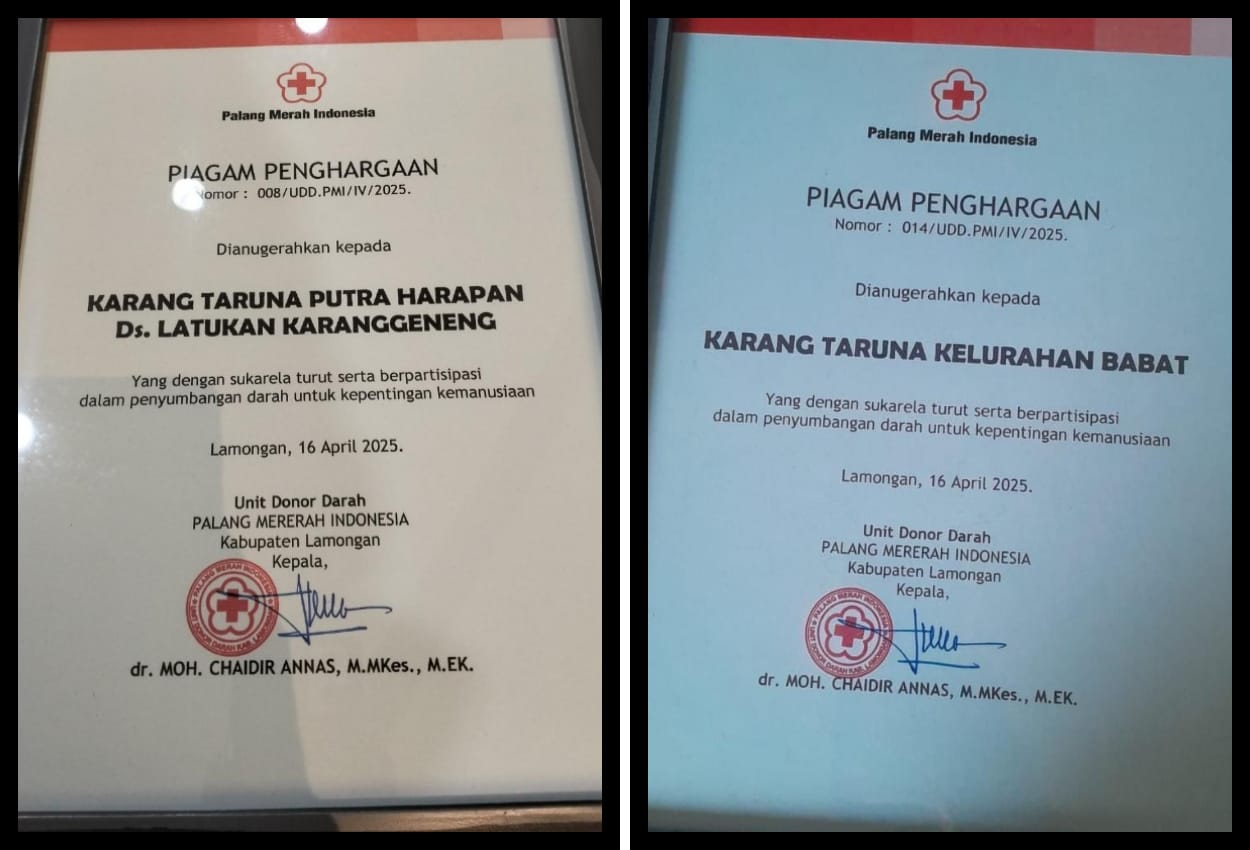 Palang Merah Indonesia
PIAGAM PENGHARGAAN
Nomor : 008/UDD.PMI/IV/2025.
Dianugerahkan kepada
KARANG TARUNA PUTRA HARAPAN
Ds. LATUKAN KARANGGENENG
Yang dengan sukarela turut serta berpartisipasi
dalam penyumbangan darah untuk kepentingan kemanusiaan
Lamongan, 16 April 2025.
Unit Donor Darah
PALANG MERERAH INDONESIA
Kabupaten Lamongan
Kepala,
dr. MOH. CHAIDIR ANNAS, M.MKes., M.EK.
Palang Merah Indonesia
PIAGAM PENGHARGAAN
Nomor : 014/UDD.PMI/IV/2025.
Dianugerahkan kepada
KARANG TARUNA KELURAHAN BABAT
Yang dengan sukarela turut serta berpartisipasi
dalam penyumbangan darah untuk kepentingan kemanusiaan
Lamongan, 16 April 2025.
Unit Donor Darah
PALANG MERERAH INDONESIA
Kabupaten Lamongan
Kepala,
dr. MOH. CHAIDIR ANNAS, M.MKes., M.EK.